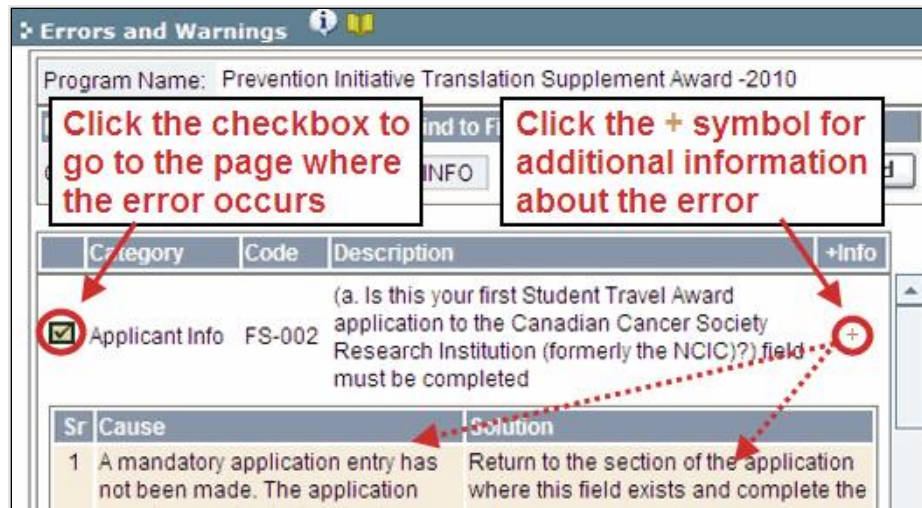 Errors and Warnings
Program Name: Prevention Initiative Translation Supplement Award -2010
Click the checkbox to
go to the page where
the error occurs
Click the + symbol for
additional information
about the error
ind to Fi
NFO
d
Category Code Description +Info
Applicant Info FS-002 (a. Is this your first Student Travel Award
application to the Canadian Cancer Society
Research Institution (formerly the NCIC)?) field
must be completed
+
Sr Cause Solution
1 A mandatory application entry has Return to the section of the application
not been made. The application where this field exists and complete the